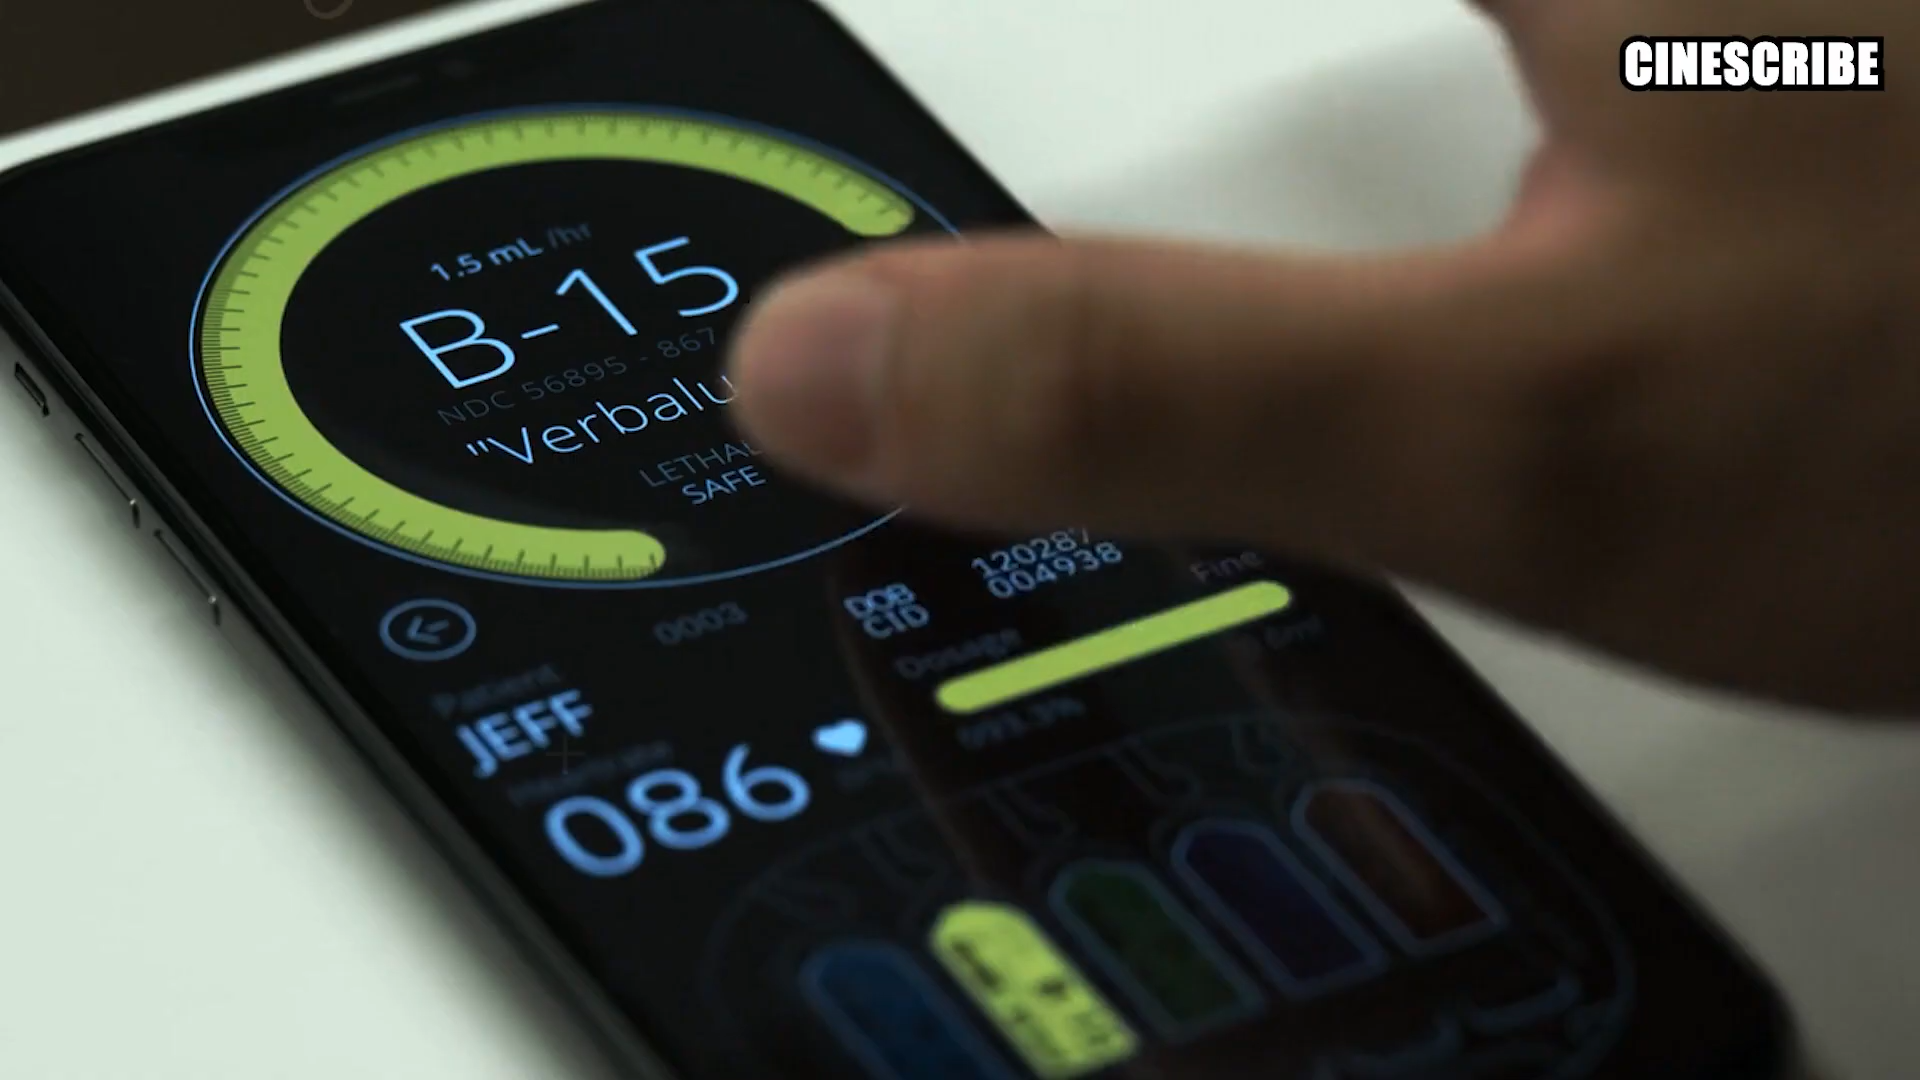 CINESCRIBE
1.5 mL /hr
B-15
NDC 56895 - 867
"Verbalu
LETHAL
SAFE
DOB 120287
CID 004938
0003
Fine
Dosage
Patient
JEFF
086